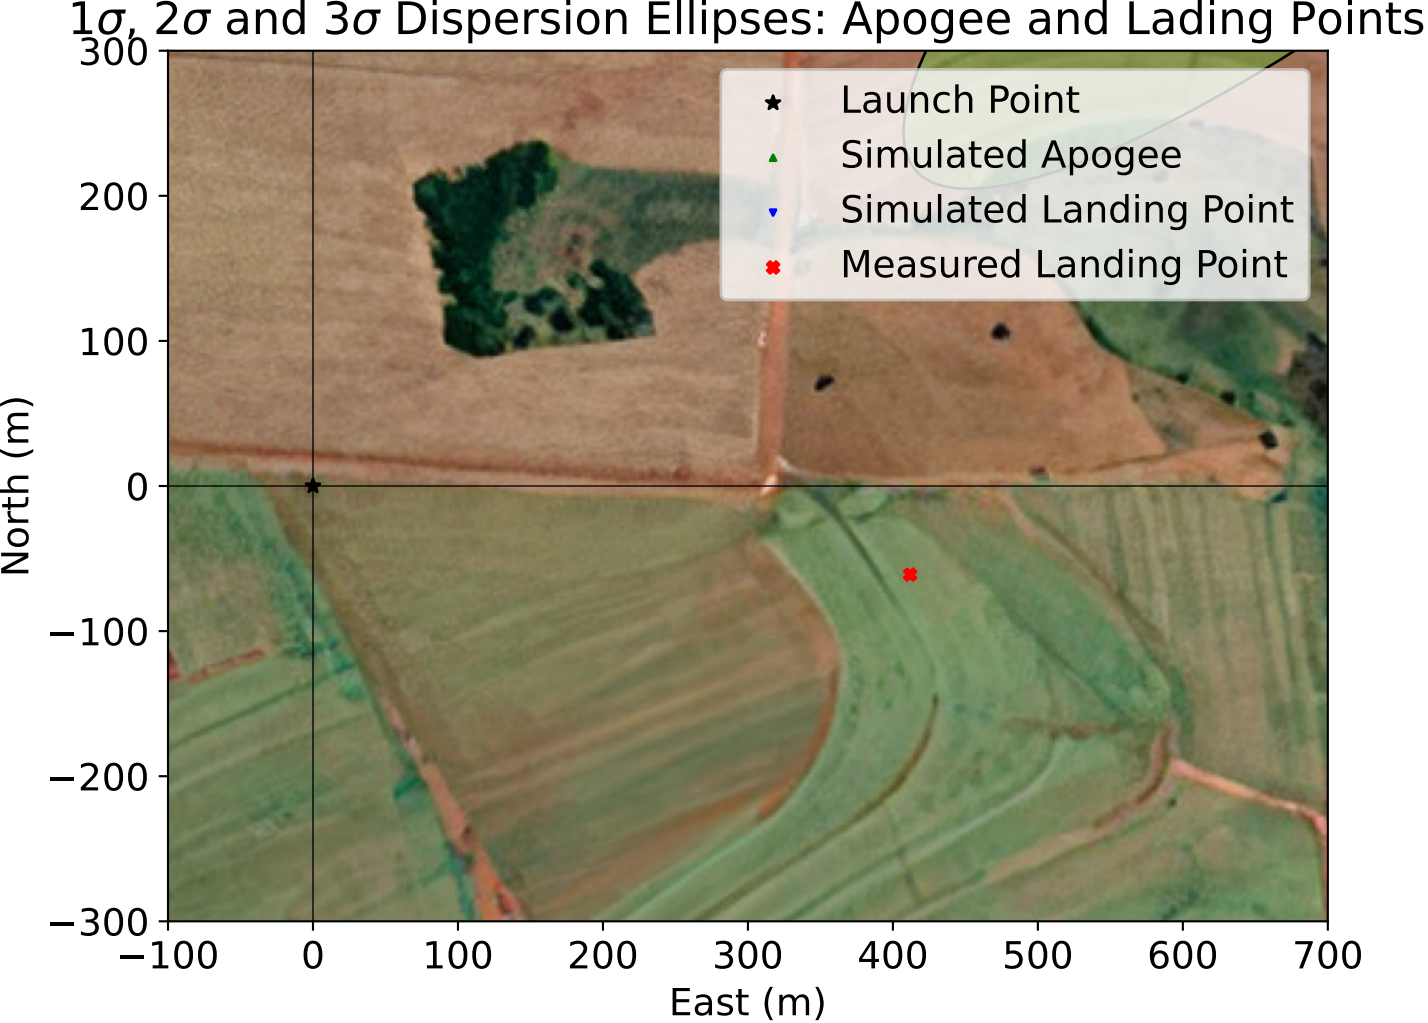 1σ, 2σ and 3σ Dispersion Ellipses: Apogee and Lading Points
Launch Point
Simulated Apogee
Simulated Landing Point
Measured Landing Point
300
200
100
0
−100
−200
−300
North (m)
−100 0 100 200 300 400 500 600 700
East (m)